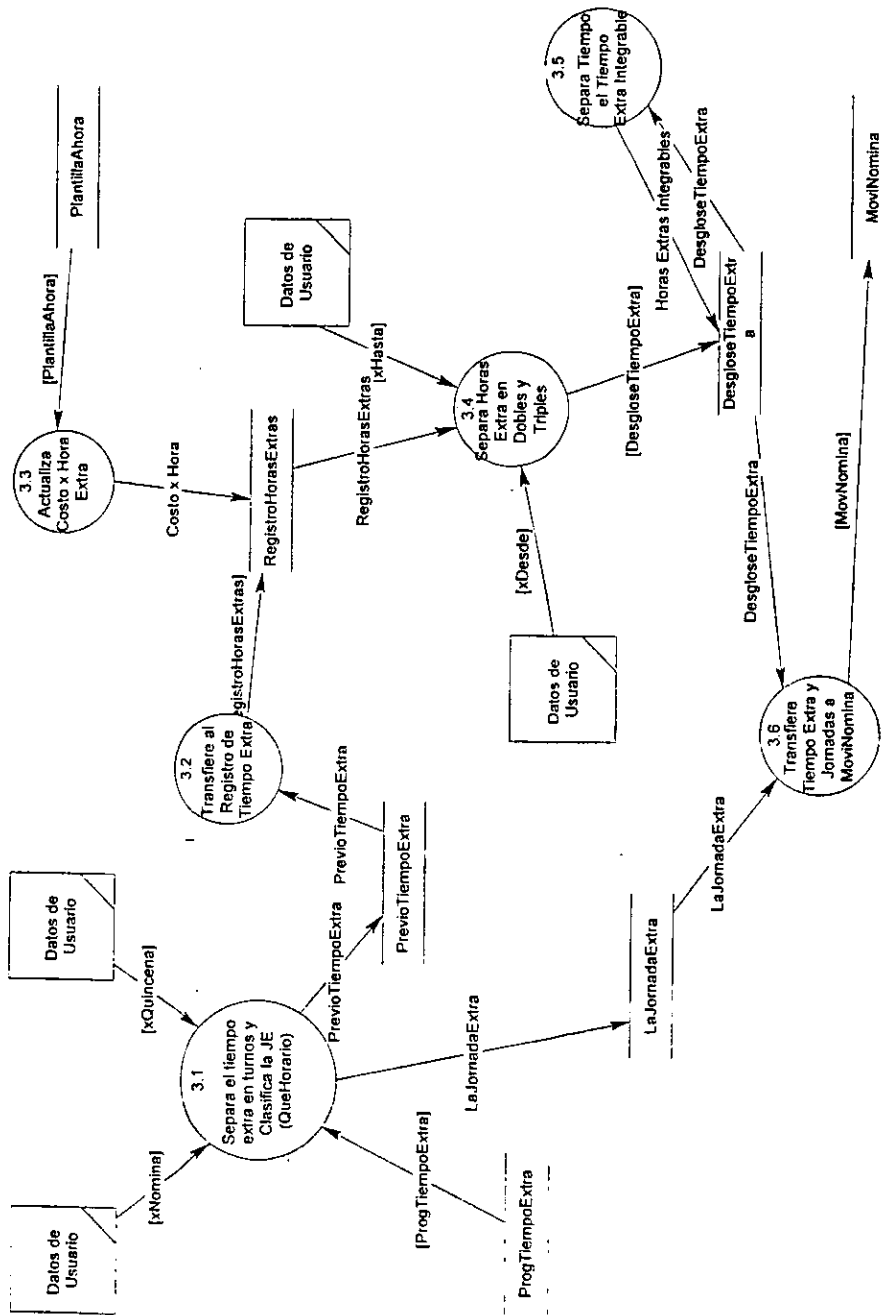 Datos de
Usuario
[xNomina]
Datos de
Usuario
[xQuincena]
3.1
Separa el tiempo
extra en turnos y
Clasifica la JE
(QueHorario)
[ProgTiempoExtra]
ProgTiempoExtra
PrevioTiempoExtra
PrevioTiempoExtra
PrevioTiempoExtra
LaJornadaExtra
LaJornadaExtra
LaJornadaExtra
3.2
Transfiere al
Registro de
Tiempo Extra
egistroHorasExtras]
RegistroHorasExtras
3.3
Actualiza
Costo x Hora
Extra
Costo x Hora
[PlantillaAhora]
PlantillaAhora
RegistroHorasExtras
Datos de
Usuario
[xHasta]
Datos de
Usuario
[xDesde]
3.4
Separa Horas
Extra en
Dobles y
Triples
[DesgloseTiempoExtra]
DesgloseTiempoExtr
a
Horas Extras Integrables
DesgloseTiempoExtra
3.5
Separa Tiempo
el Tiempo
Extra Integrable
DesgloseTiempoExtra
3.6
Transfiere
Tiempo Extra y
Jornadas a
MoviNomina
[MovNomina]
MoviNomina